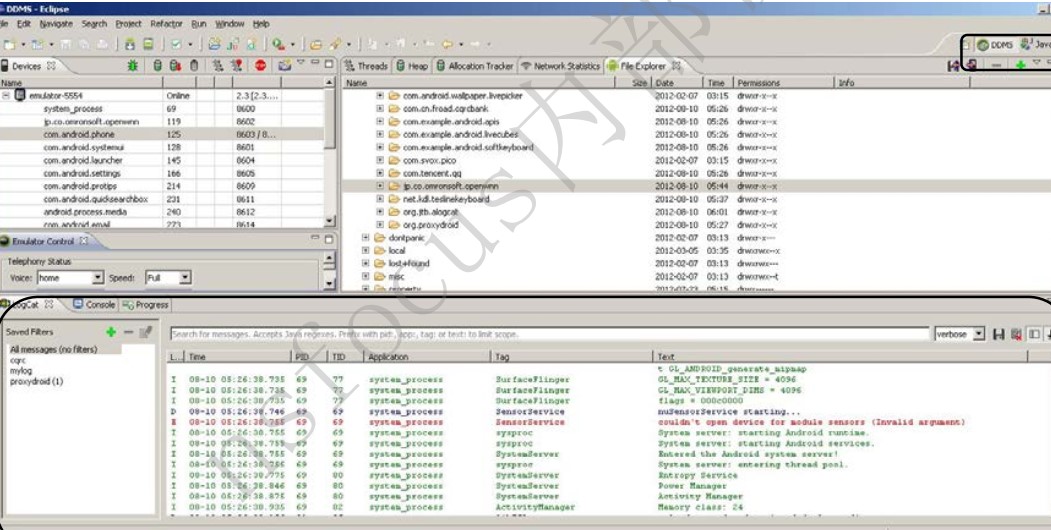 DDMS - Eclipse
File Edit Navigate Search Project Refactor Run Window Help
DDMS Java
Devices
Threads Heap Allocation Tracker Network Statistics File Explorer
Name
emulator-5554 Online 2.3 [2.3....
system_process 69 8600
jp.co.omronsoft.openwnn 119 8602
com.android.phone 125 8603 / 8...
com.android.systemui 128 8601
com.android.launcher 145 8604
com.android.settings 166 8605
com.android.protips 214 8609
com.android.quicksearchbox 231 8611
android.process.media 240 8612
com.android.email 273 8614
Emulator Control
Telephony Status
Voice: home Speed: Full
Name Size Date Time Permissions Info
com.android.wallpaper.livepicker 2012-02-07 03:15 drwxr-x--x
com.cn.froad.cqrcbank 2012-08-10 05:26 drwxr-x--x
com.example.android.apis 2012-08-10 05:26 drwxr-x--x
com.example.android.livecubes 2012-08-10 05:26 drwxr-x--x
com.example.android.softkeyboard 2012-08-10 05:26 drwxr-x--x
com.svox.pico 2012-02-07 03:15 drwxr-x--x
com.tencent.qq 2012-08-10 05:26 drwxr-x--x
jp.co.omronsoft.openwnn 2012-08-10 05:44 drwxr-x--x
net.kdl.teslinekeyboard 2012-08-10 05:37 drwxr-x--x
org.jtb.alogcat 2012-08-10 06:01 drwxr-x--x
org.proxydroid 2012-08-10 05:27 drwxr-x--x
dontpanic 2012-02-07 03:13 drwxr-x---
local 2012-03-05 03:35 drwxrwx--x
lost+found 2012-02-07 03:13 drwxrwx---
misc 2012-02-07 03:13 drwxrwx--t
property
LogCat Console Progress
Saved Filters
All messages (no filters)
cqrc
mylog
proxydroid (1)
Search for messages. Accepts Java regexes. Prefix with pid:, app:, tag: or text: to limit scope.
verbose
L... Time PID TID Application Tag Text
t GL_ANDROID_generate_mipmap
I 08-10 05:26:38.735 69 77 system_process SurfaceFlinger GL_MAX_TEXTURE_SIZE = 4096
I 08-10 05:26:38.735 69 77 system_process SurfaceFlinger GL_MAX_VIEWPORT_DIMS = 4096
I 08-10 05:26:38.735 69 77 system_process SurfaceFlinger flags = 000c0000
D 08-10 05:26:38.746 69 69 system_process SensorService nuSensorService starting...
E 08-10 05:26:38.755 69 69 system_process SensorService couldn't open device for module sensors (Invalid argument)
I 08-10 05:26:38.755 69 69 system_process sysproc System server: starting Android runtime.
I 08-10 05:26:38.755 69 69 system_process sysproc System server: starting Android services.
I 08-10 05:26:38.755 69 69 system_process SystemServer Entered the Android system server!
I 08-10 05:26:38.756 69 69 system_process sysproc System server: entering thread pool.
I 08-10 05:26:38.775 69 80 system_process SystemServer Entropy Service
I 08-10 05:26:38.846 69 80 system_process SystemServer Power Manager
I 08-10 05:26:38.875 69 80 system_process SystemServer Activity Manager
I 08-10 05:26:38.935 69 82 system_process ActivityManager Memory class: 24
nsfocus内部